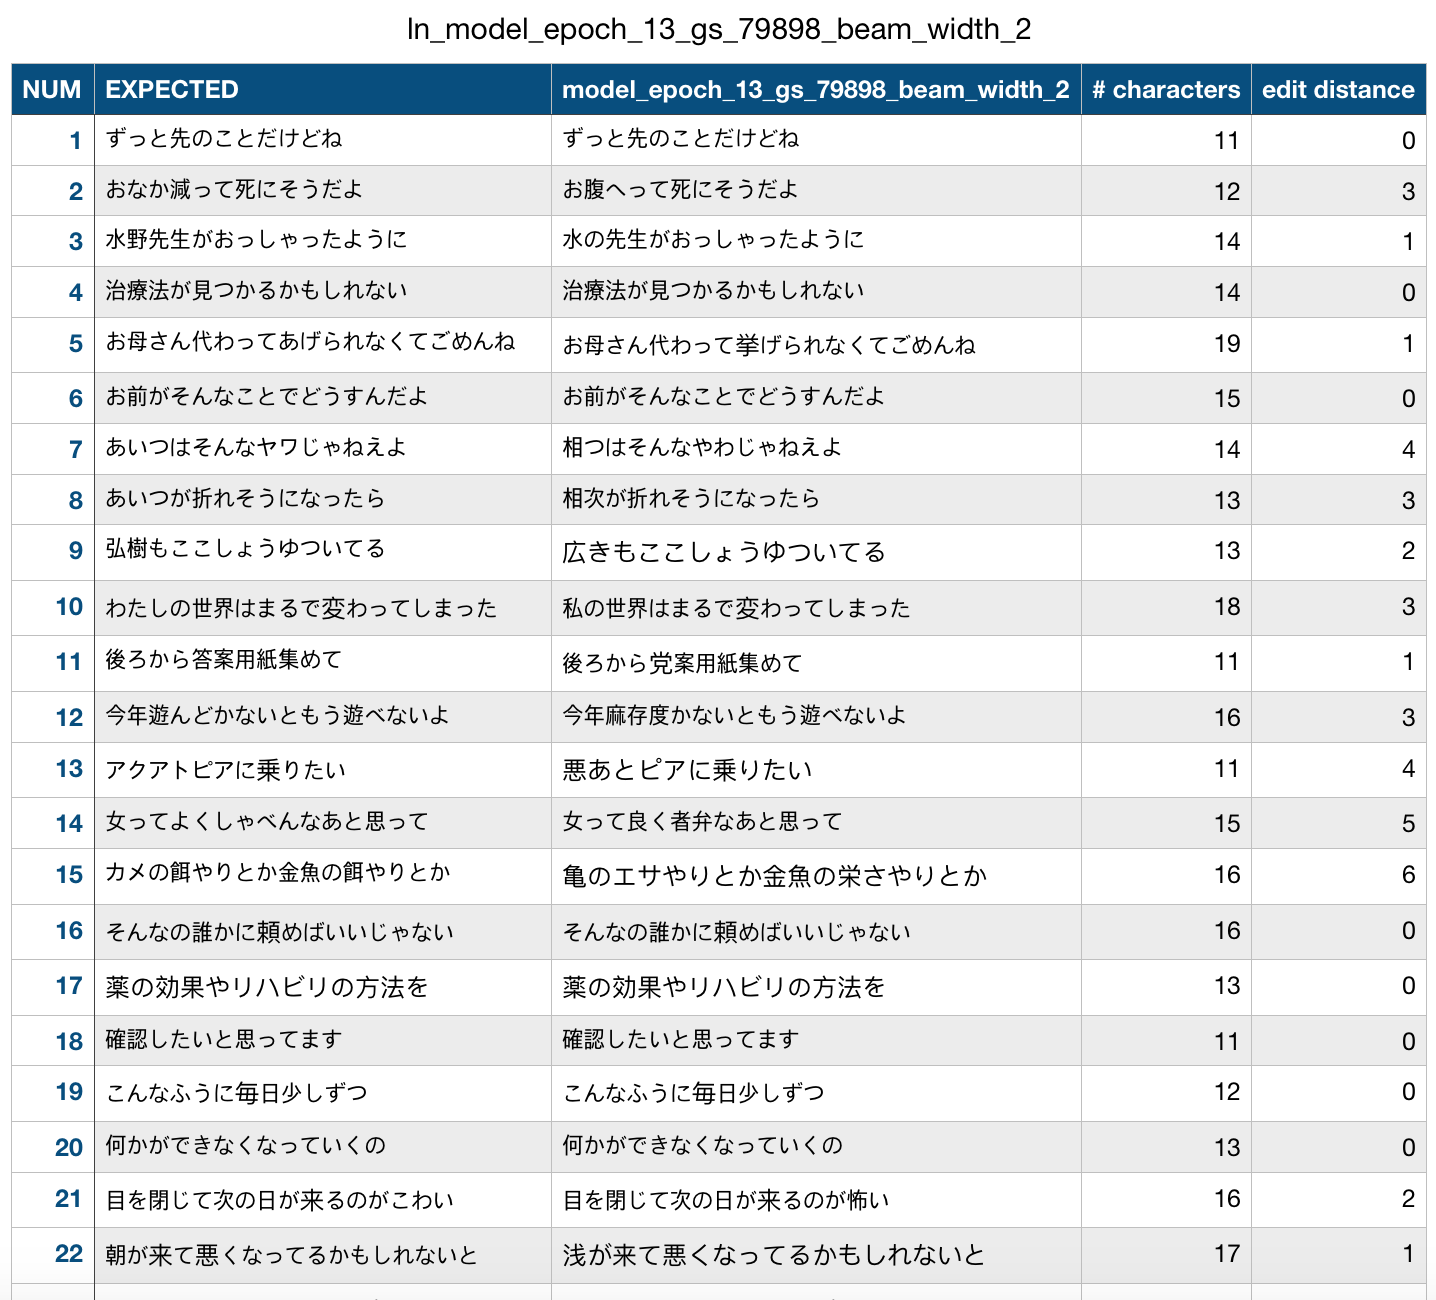 ln_model_epoch_13_gs_79898_beam_width_2
NUM EXPECTED model_epoch_13_gs_79898_beam_width_2 # characters edit distance
1 ずっと先のことだけどね ずっと先のことだけどね 11 0
2 おなか減って死にそうだよ お腹へって死にそうだよ 12 3
3 水野先生がおっしゃったように 水の先生がおっしゃったように 14 1
4 治療法が見つかるかもしれない 治療法が見つかるかもしれない 14 0
5 お母さん代わってあげられなくてごめんね お母さん代わって挙げられなくてごめんね 19 1
6 お前がそんなことでどうすんだよ お前がそんなことでどうすんだよ 15 0
7 あいつはそんなヤワじゃねえよ 相つはそんなやわじゃねえよ 14 4
8 あいつが折れそうになったら 相次が折れそうになったら 13 3
9 弘樹もここしょうゆついてる 広きもここしょうゆついてる 13 2
10 わたしの世界はまるで変わってしまった 私の世界はまるで変わってしまった 18 3
11 後ろから答案用紙集めて 後ろから党案用紙集めて 11 1
12 今年遊んどかないともう遊べないよ 今年麻存度かないともう遊べないよ 16 3
13 アクアトピアに乗りたい 悪あとピアに乗りたい 11 4
14 女ってよくしゃべんなあと思って 女って良く者弁なあと思って 15 5
15 カメの餌やりとか金魚の餌やりとか 亀のエサやりとか金魚の栄さやりとか 16 6
16 そんなの誰かに頼めばいいじゃない そんなの誰かに頼めばいいじゃない 16 0
17 薬の効果やリハビリの方法を 薬の効果やリハビリの方法を 13 0
18 確認したいと思ってます 確認したいと思ってます 11 0
19 こんなふうに毎日少しずつ こんなふうに毎日少しずつ 12 0
20 何かができなくなっていくの 何かができなくなっていくの 13 0
21 目を閉じて次の日が来るのがこわい 目を閉じて次の日が来るのが怖い 16 2
22 朝が来て悪くなってるかもしれないと 浅が来て悪くなってるかもしれないと 17 1